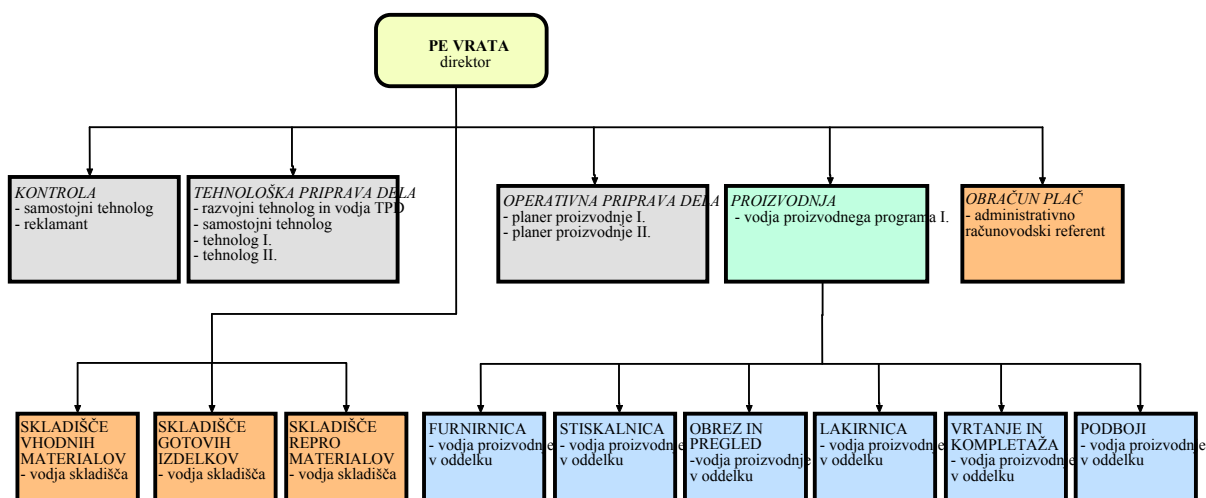 PE VRATA
direktor
KONTROLA
- samostojni tehnolog
- reklamant
TEHNOLOŠKA PRIPRAVA DELA
- razvojni tehnolog in vodja TPD
- samostojni tehnolog
- tehnolog I.
- tehnolog II.
OPERATIVNA PRIPRAVA DELA
- planer proizvodnje I.
- planer proizvodnje II.
PROIZVODNJA
- vodja proizvodnega programa I.
OBRAČUN PLAČ
- administrativno
računovodski referent
SKLADIŠČE
VHODNIH
MATERIALOV
- vodja skladišča
SKLADIŠČE
GOTOVIH
IZDELKOV
- vodja skladišča
SKLADIŠČE
REPRO
MATERIALOV
- vodja skladišča
FURNIRNICA
- vodja proizvodnje
v oddelku
STISKALNICA
- vodja proizvodnje
v oddelku
OBREZ IN
PREGLED
-vodja proizvodnje
v oddelku
LAKIRNICA
- vodja proizvodnje
v oddelku
VRTANJE IN
KOMPLETAŽA
- vodja proizvodnje
v oddelku
PODBOJI
- vodja proizvodnje
v oddelku